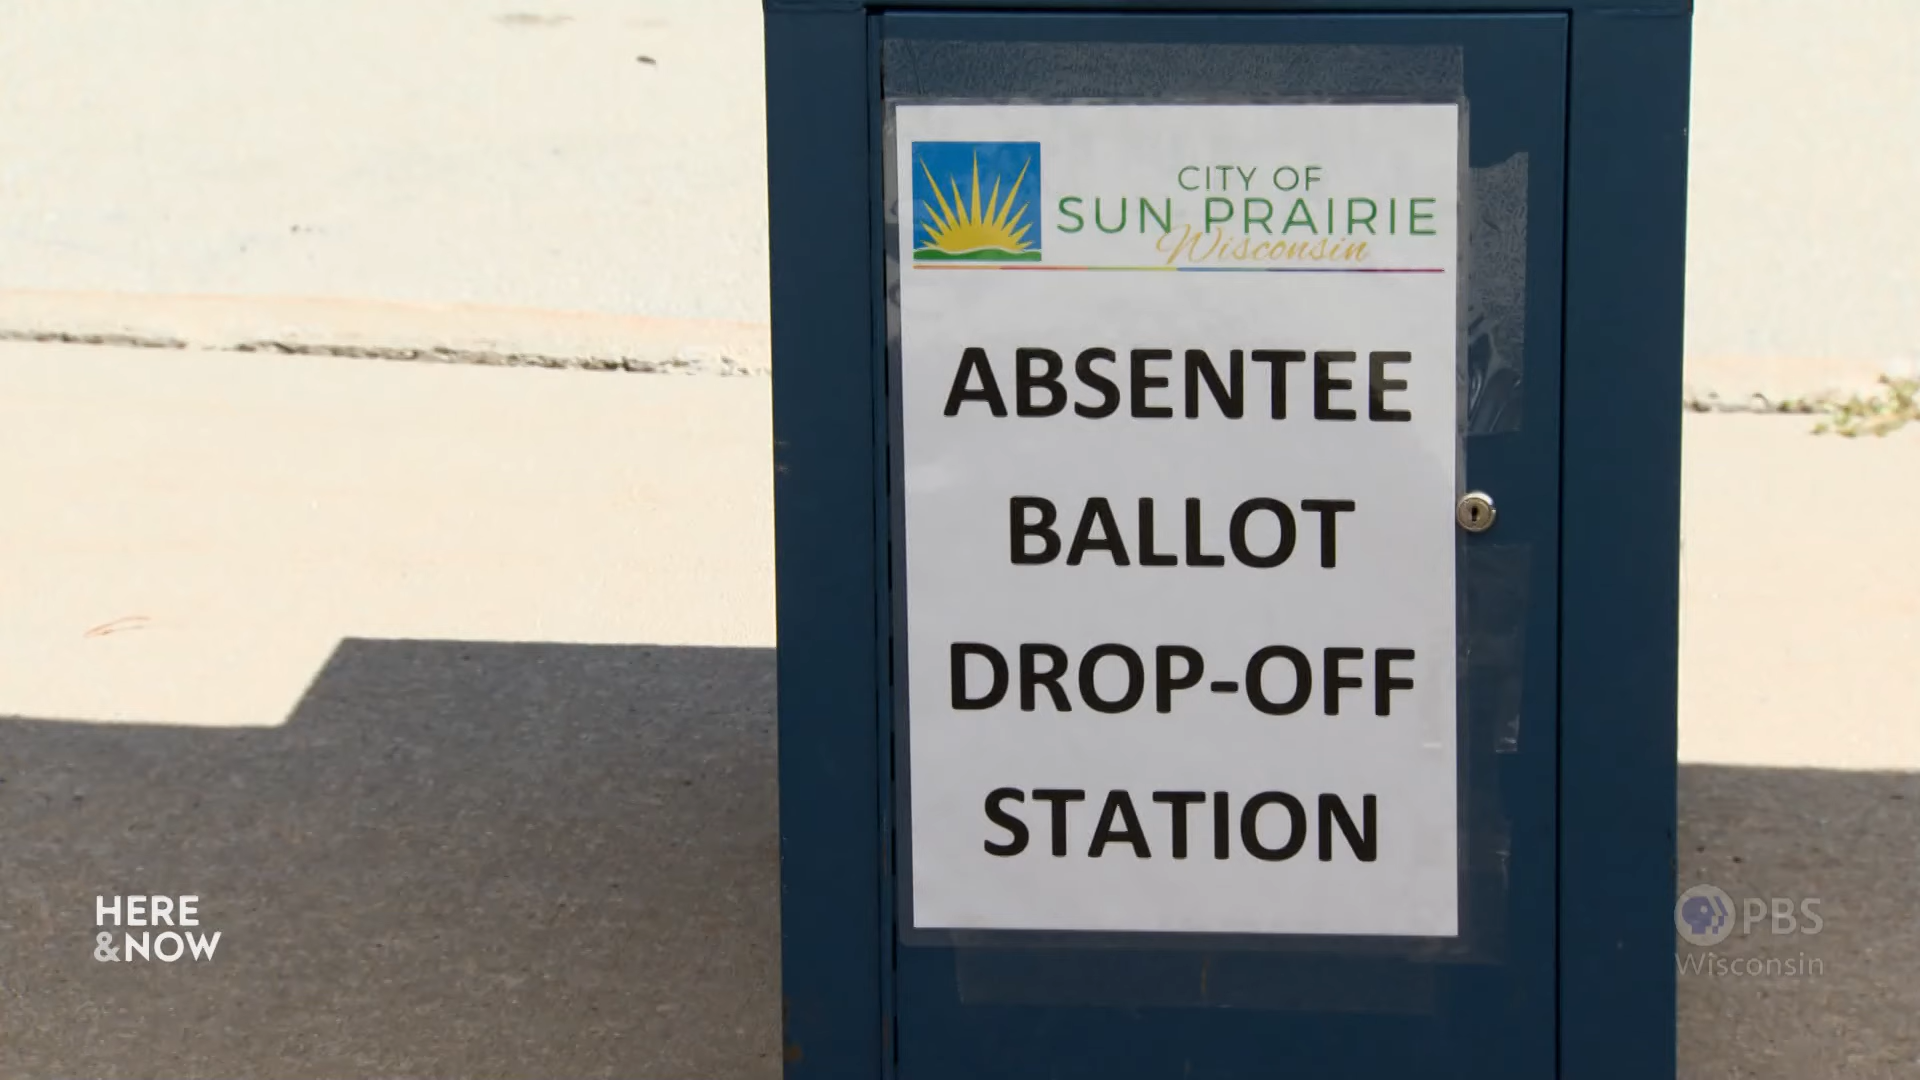 CITY OF
SUN PRAIRIE
Wisconsin
ABSENTEE
BALLOT
DROP-OFF
STATION
HERE
&NOW
PBS
Wisconsin